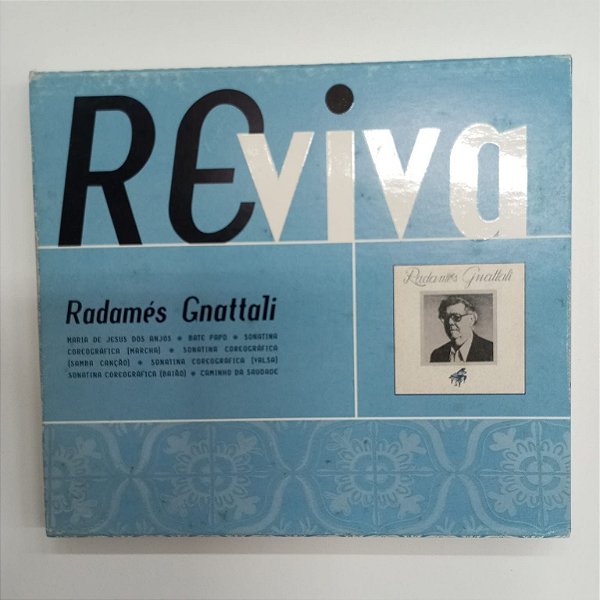 REviva
Radamés Gnattali
Radamés Gnattali
MARIA DE JESUS DOS ANJOS • BATE PAPO • SONATINA
COREOGRÁFICA (MARCHA) • SONATINA COREOGRÁFICA
(SAMBA CANÇÃO) • SONATINA COREOGRÁFICA (VALSA)
SONATINA COREOGRÁFICA (BAIÃO) • CAMINHO DA SAUDADE